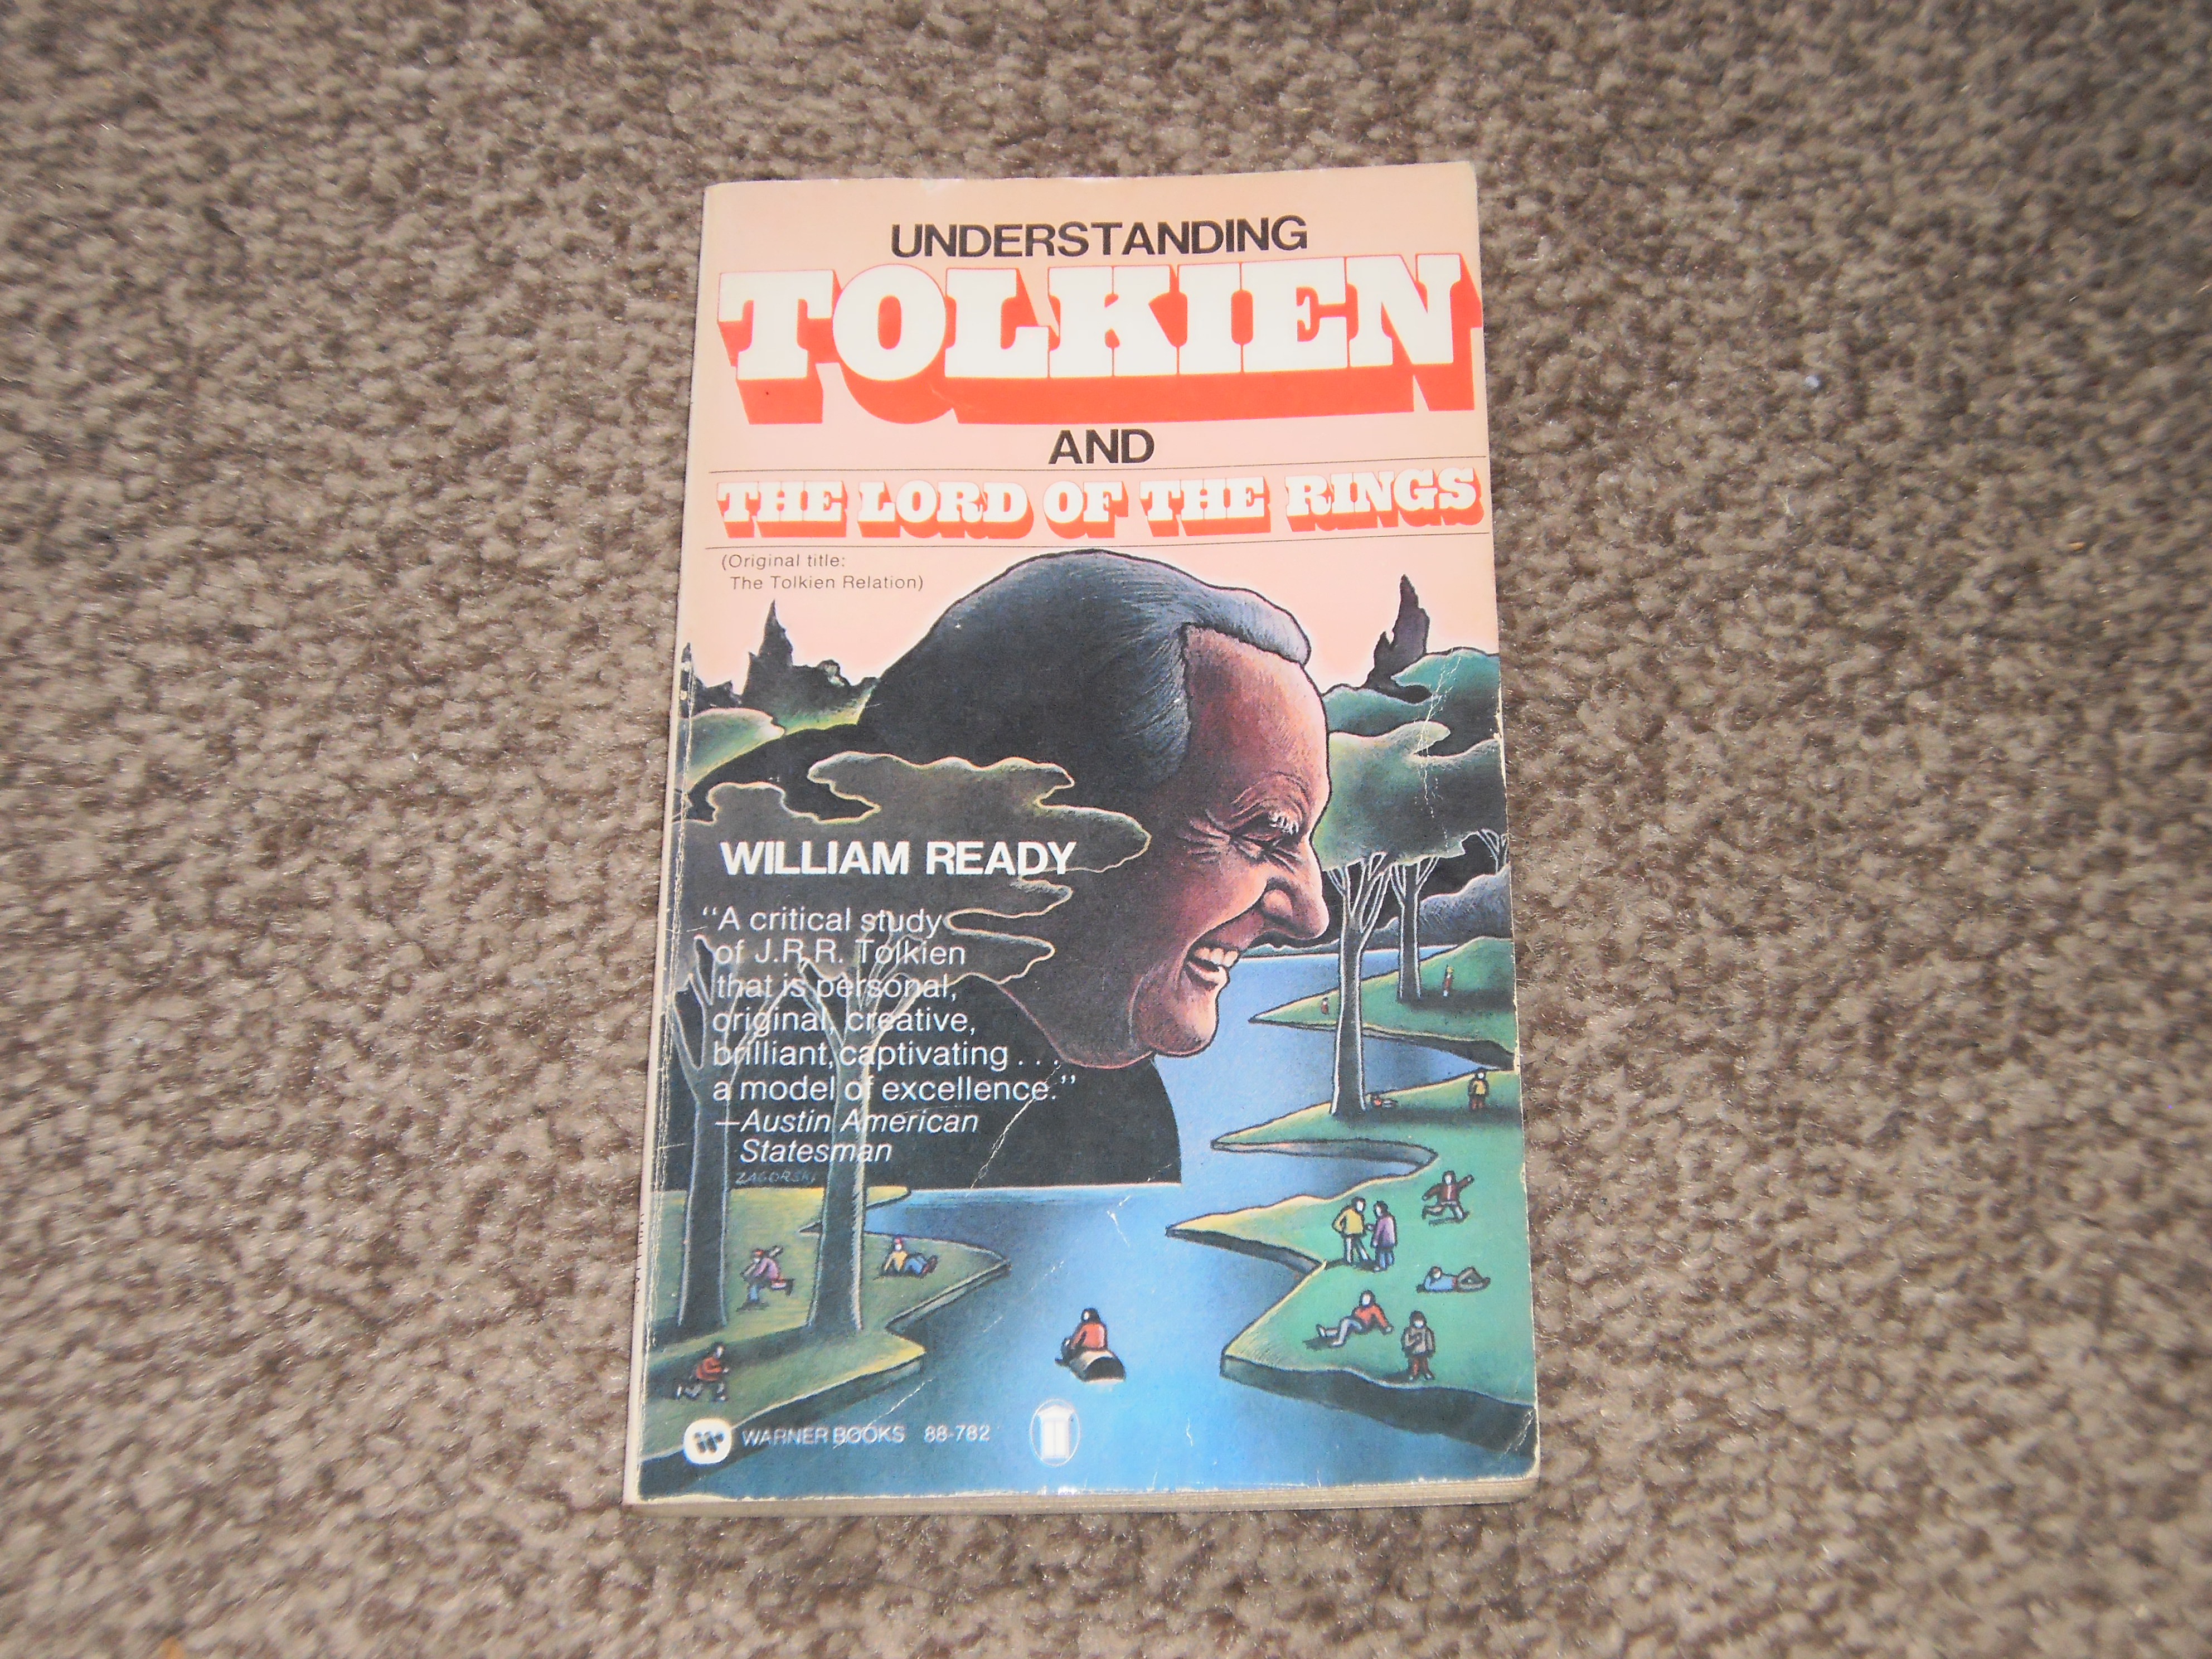 UNDERSTANDING
TOLKIEN
AND
THE LORD OF THE RINGS
(Original title:
The Tolkien Relation)
WILLIAM READY
"A critical study
of J.R.R. Tolkien
that is personal,
original, creative,
brilliant, captivating . . .
a model of excellence."
—Austin American
Statesman
ZAGORSKI
WARNER BOOKS 88-782